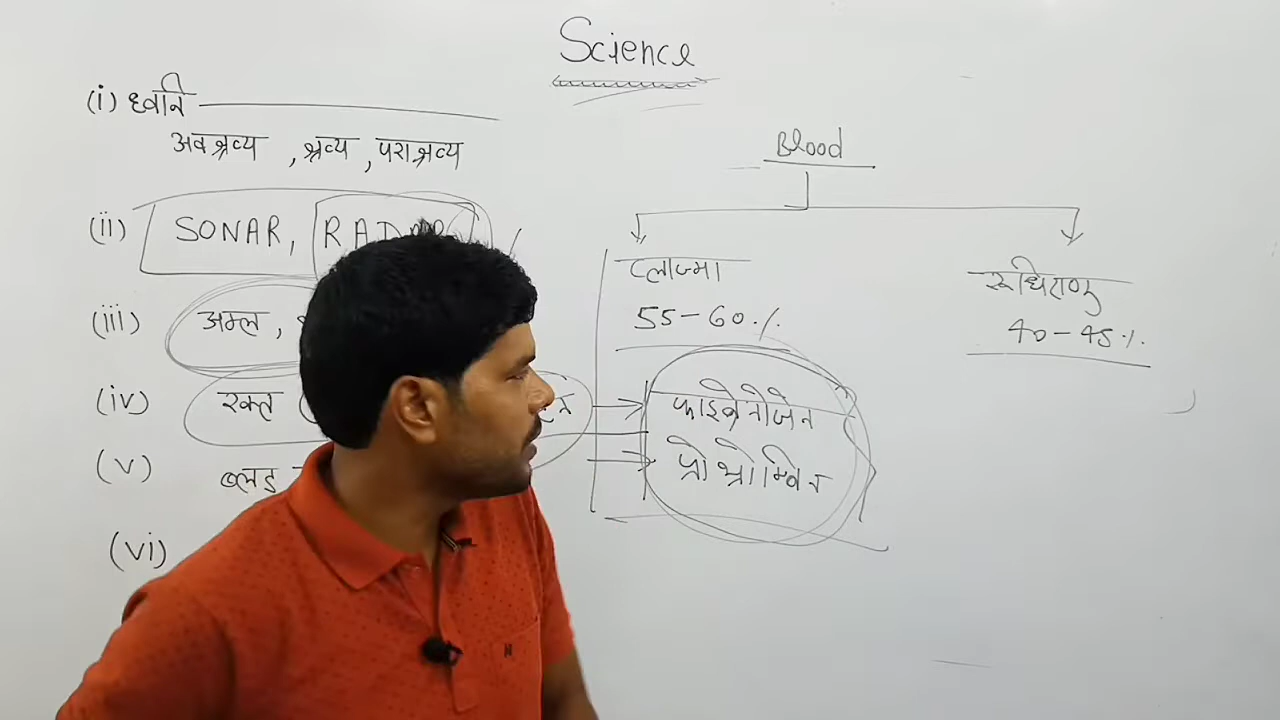 Science
(i) ध्वनि
अवश्रव्य , श्रव्य , पराश्रव्य
(ii) SONAR, RADAR
(iii) अम्ल ,
(iv) रक्त
(v) ब्लड
(vi)
Blood
प्लाज्मा
55-60%
फाइब्रेनोजेन
प्रोथ्रोम्बिन
रूधिराणु
40-45%